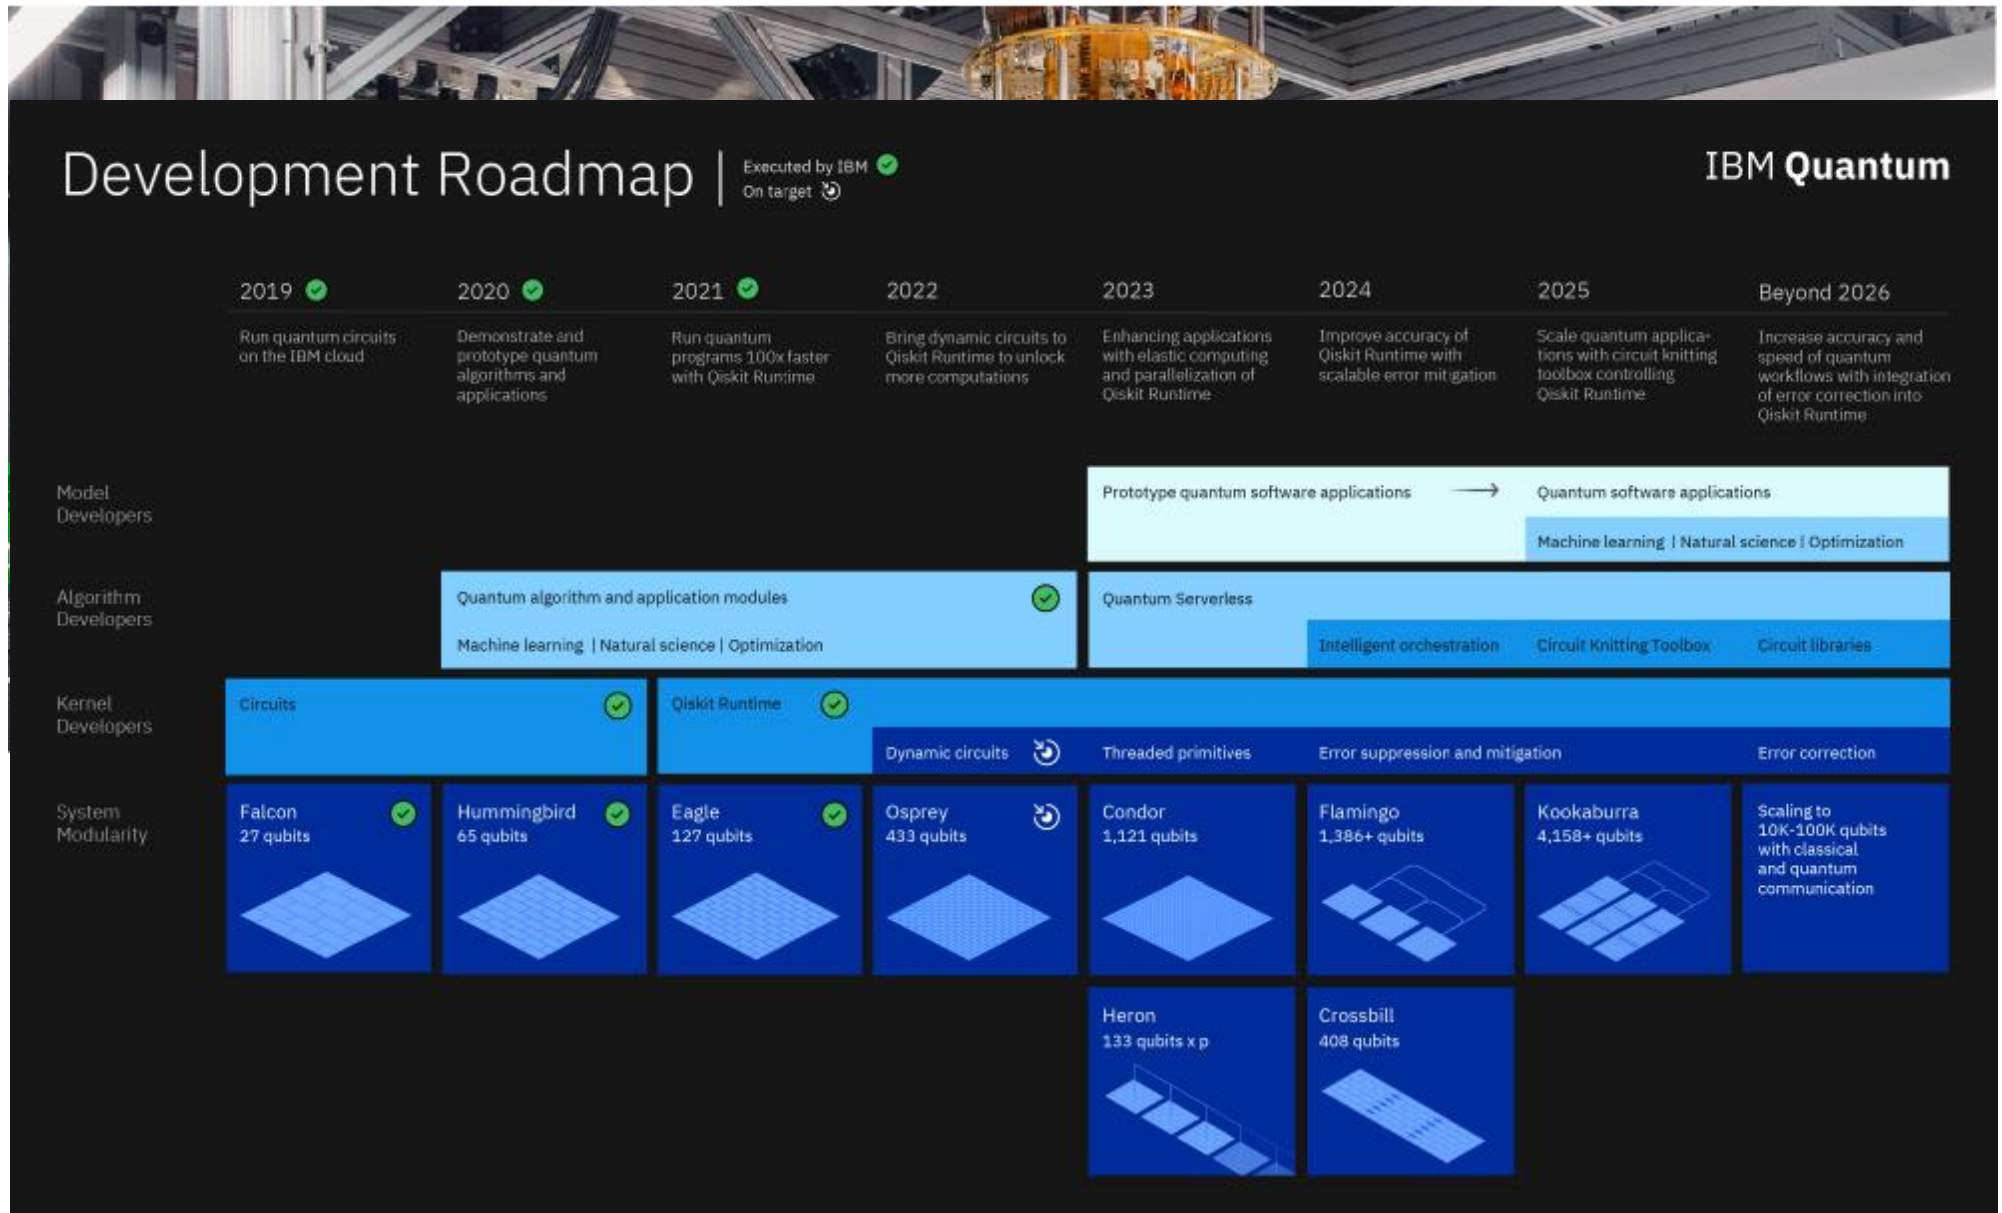 Development Roadmap
Executed by IBM
On target
IBM Quantum
2019
2020
2021
2022
2023
2024
2025
Beyond 2026
Run quantum circuits
on the IBM cloud
Demonstrate and
prototype quantum
algorithms and
applications
Run quantum
programs 100x faster
with Qiskit Runtime
Bring dynamic circuits to
Qiskit Runtime to unlock
more computations
Enhancing applications
with elastic computing
and parallelization of
Qiskit Runtime
Improve accuracy of
Qiskit Runtime with
scalable error mitigation
Scale quantum applica-
tions with circuit knitting
toolbox controlling
Qiskit Runtime
Increase accuracy and
speed of quantum
workflows with integration
of error correction into
Qiskit Runtime
Model
Developers
Prototype quantum software applications →
Quantum software applications
Machine learning | Natural science | Optimization
Algorithm
Developers
Quantum algorithm and application modules
Machine learning | Natural science | Optimization
Quantum Serverless
Intelligent orchestration
Circuit Knitting Toolbox
Circuit libraries
Kernel
Developers
Circuits
Qiskit Runtime
Dynamic circuits
Threaded primitives
Error suppression and mitigation
Error correction
System
Modularity
Falcon
27 qubits
Hummingbird
65 qubits
Eagle
127 qubits
Osprey
433 qubits
Condor
1,121 qubits
Flamingo
1,386+ qubits
Kookaburra
4,158+ qubits
Scaling to
10K-100K qubits
with classical
and quantum
communication
Heron
133 qubits x p
Crossbill
408 qubits